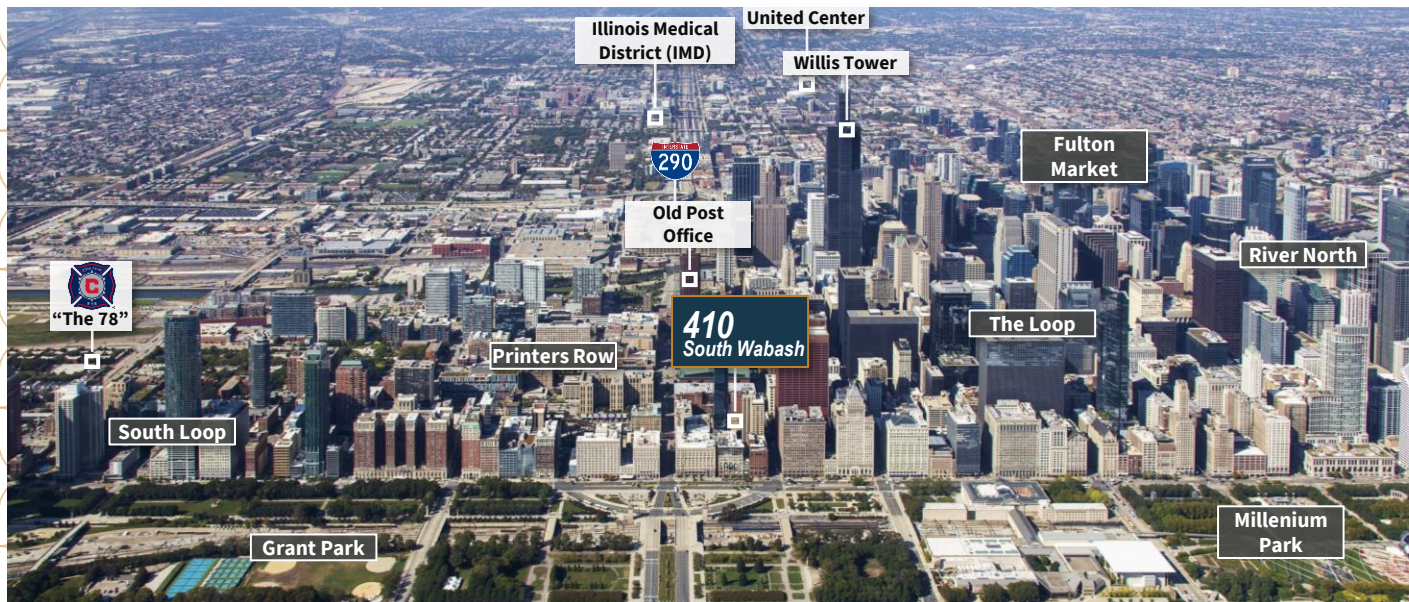 United Center
Illinois Medical
District (IMD)
Willis Tower
INTERSTATE
290
Fulton
Market
Old Post
Office
River North
C
“The 78”
410
South Wabash
The Loop
Printers Row
South Loop
Grant Park
Millenium
Park